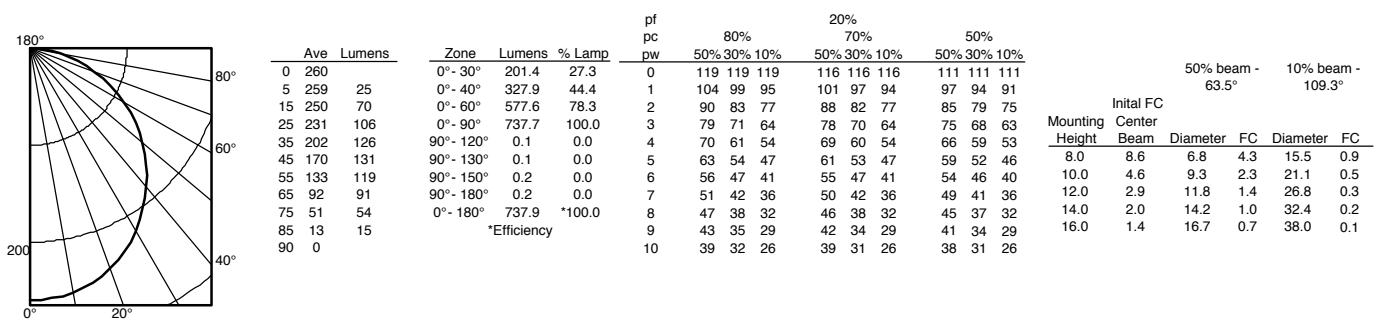 180°
80°
60°
200
40°
0° 20°
Ave Lumens
0 260
5 259 25
15 250 70
25 231 106
35 202 126
45 170 131
55 133 119
65 92 91
75 51 54
85 13 15
90 0
Zone Lumens % Lamp
0°- 30° 201.4 27.3
0°- 40° 327.9 44.4
0°- 60° 577.6 78.3
0°- 90° 737.7 100.0
90°- 120° 0.1 0.0
90°- 130° 0.1 0.0
90°- 150° 0.2 0.0
90°- 180° 0.2 0.0
0°- 180° 737.9 *100.0
*Efficiency
pf 20%
pc 80% 70% 50%
pw 50% 30% 10% 50% 30% 10% 50% 30% 10%
0 119 119 119 116 116 116 111 111 111
1 104 99 95 101 97 94 97 94 91
2 90 83 77 88 82 77 85 79 75
3 79 71 64 78 70 64 75 68 63
4 70 61 54 69 60 54 66 59 53
5 63 54 47 61 53 47 59 52 46
6 56 47 41 55 47 41 54 46 40
7 51 42 36 50 42 36 49 41 36
8 47 38 32 46 38 32 45 37 32
9 43 35 29 42 34 29 41 34 29
10 39 32 26 39 31 26 38 31 26
50% beam - 10% beam -
63.5° 109.3°
Inital FC
Mounting Center
Height Beam Diameter FC Diameter FC
8.0 8.6 6.8 4.3 15.5 0.9
10.0 4.6 9.3 2.3 21.1 0.5
12.0 2.9 11.8 1.4 26.8 0.3
14.0 2.0 14.2 1.0 32.4 0.2
16.0 1.4 16.7 0.7 38.0 0.1